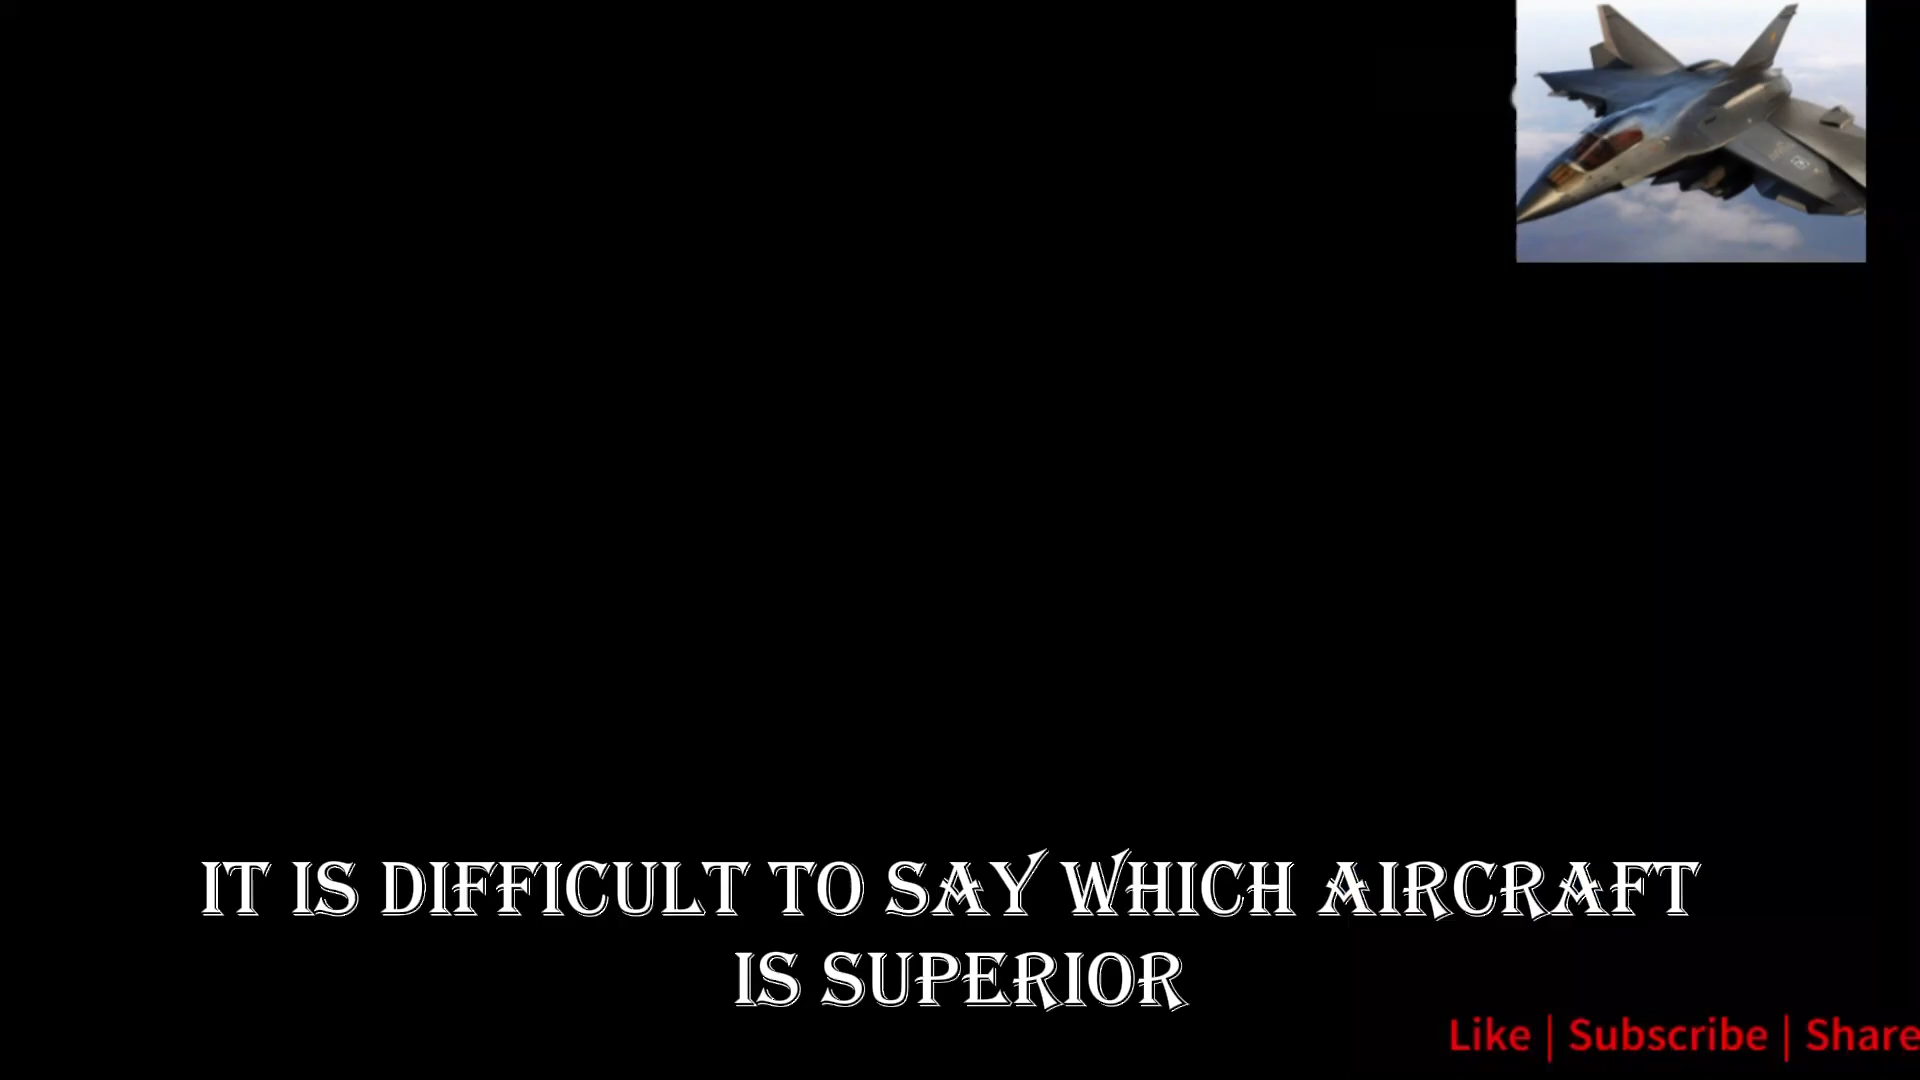 IT IS DIFFICULT TO SAY WHICH AIRCRAFT
IS SUPERIOR
Like | Subscribe | Share